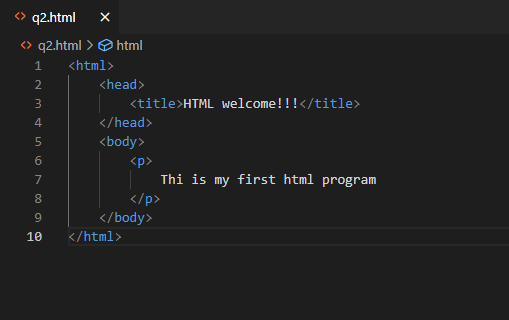 <> q2.html ×
<> q2.html > html
1 <html>
2 <head>
3 <title>HTML welcome!!!</title>
4 </head>
5 <body>
6 <p>
7 Thi is my first html program
8 </p>
9 </body>
10 </html>